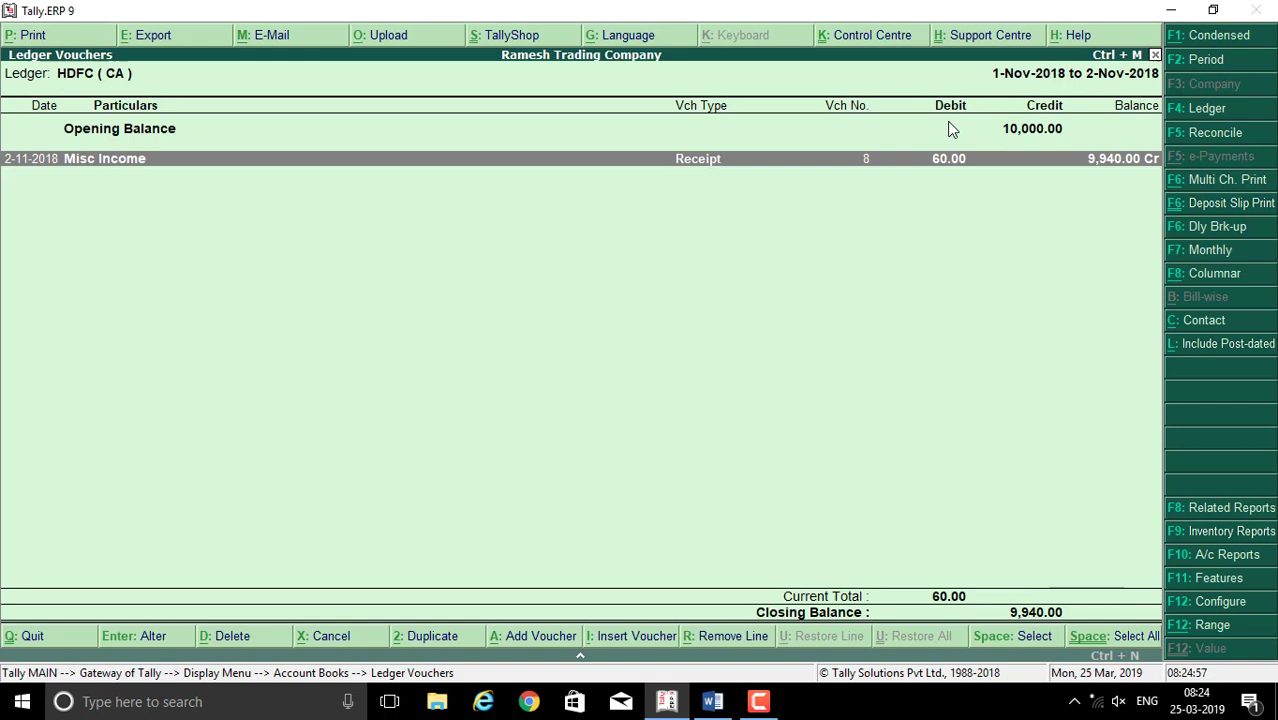 Tally.ERP 9
P: Print E: Export M: E-Mail O: Upload S: TallyShop G: Language K: Keyboard K: Control Centre H: Support Centre H: Help
Ledger Vouchers Ramesh Trading Company Ctrl + M
Ledger: HDFC ( CA ) 1-Nov-2018 to 2-Nov-2018
Date Particulars Vch Type Vch No. Debit Credit Balance
Opening Balance 10,000.00
2-11-2018 Misc Income Receipt 8 60.00 9,940.00 Cr
Current Total : 60.00
Closing Balance : 9,940.00
F1: Condensed
F2: Period
F3: Company
F4: Ledger
F5: Reconcile
F5: e-Payments
F6: Multi Ch. Print
F6: Deposit Slip Print
F6: Dly Brk-up
F7: Monthly
F8: Columnar
B: Bill-wise
C: Contact
L: Include Post-dated
F8: Related Reports
F9: Inventory Reports
F10: A/c Reports
F11: Features
F12: Configure
F12: Range
F12: Value
Q: Quit Enter: Alter D: Delete X: Cancel 2: Duplicate A: Add Voucher I: Insert Voucher R: Remove Line U: Restore Line U: Restore All Space: Select Space: Select All
Ctrl + N
Tally MAIN --> Gateway of Tally --> Display Menu --> Account Books --> Ledger Vouchers © Tally Solutions Pvt Ltd., 1988-2018 Mon, 25 Mar, 2019 08:24:57
Type here to search ENG 08:24
25-03-2019 1